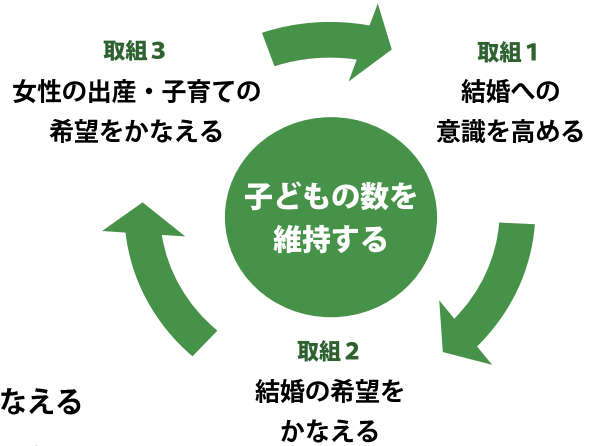 取組３
女性の出産・子育ての
希望をかなえる
取組１
結婚への
意識を高める
子どもの数を
維持する
取組２
結婚の希望を
かなえる
なえる